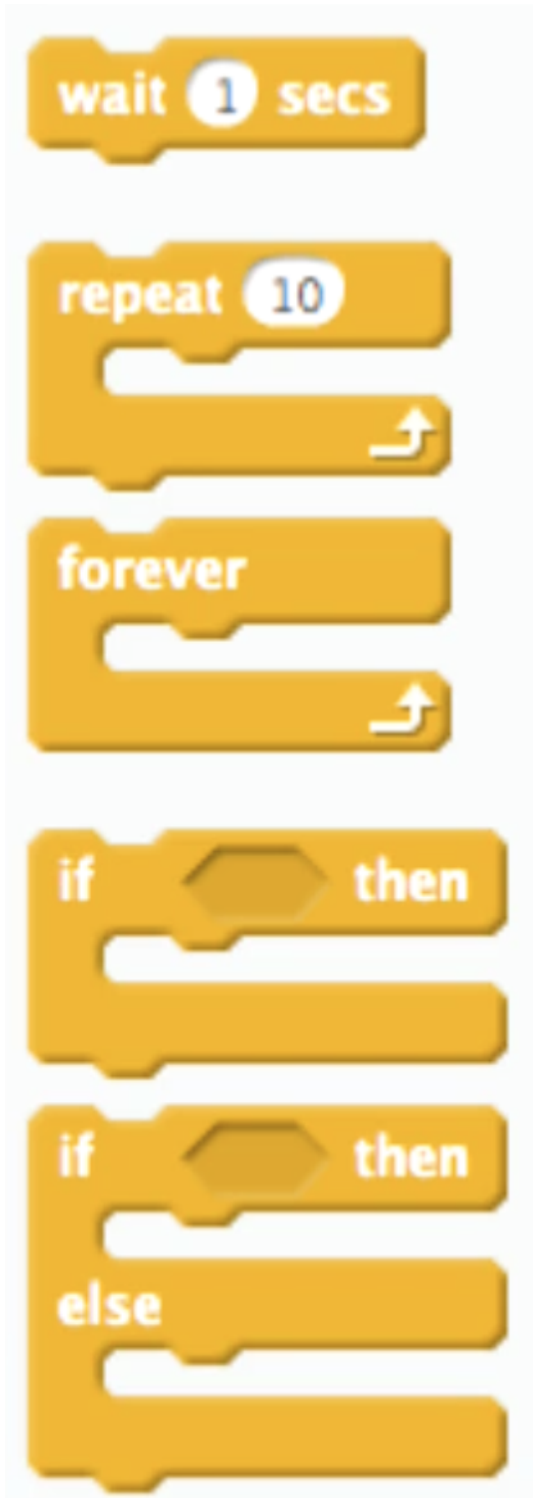 wait 1 secs
repeat 10
forever
if then
if then
else